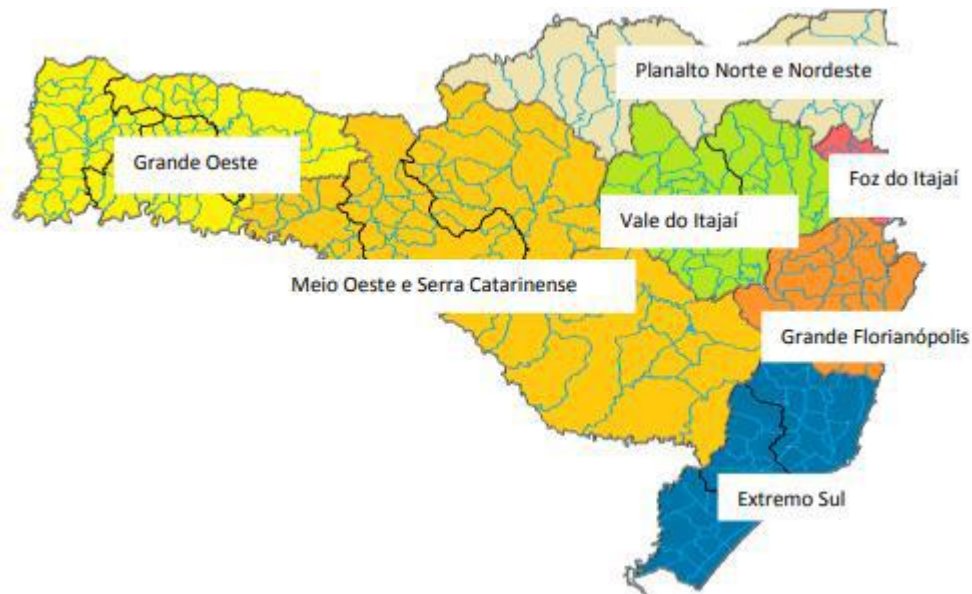 Planalto Norte e Nordeste
Grande Oeste
Foz do Itajaí
Vale do Itajaí
Meio Oeste e Serra Catarinense
Grande Florianópolis
Extremo Sul